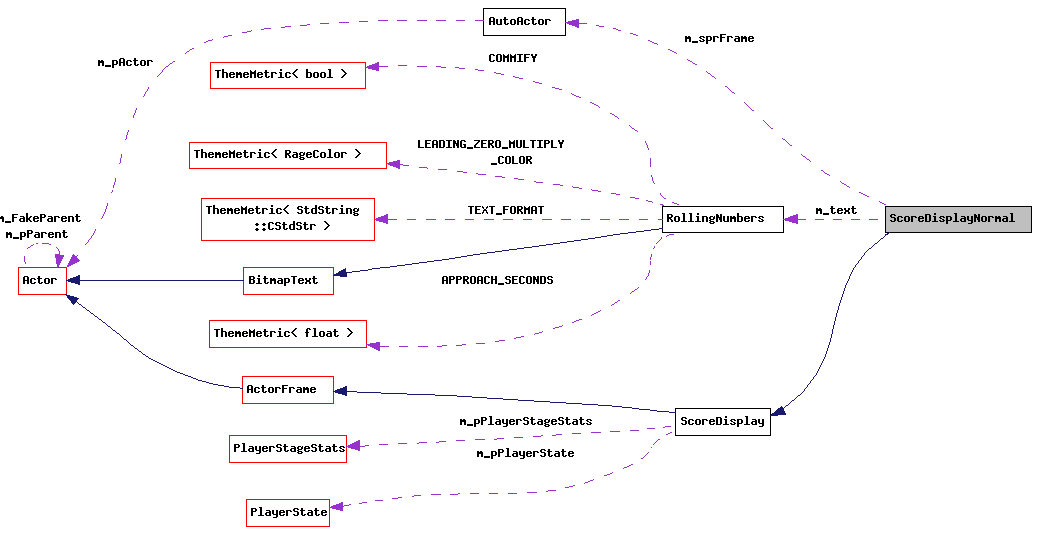 AutoActor
m_sprFrame
COMMIFY
m_pActor
ThemeMetric< bool >
LEADING_ZERO_MULTIPLY
_COLOR
ThemeMetric< RageColor >
ThemeMetric< StdString
::CStdStr >
TEXT_FORMAT
m_text
RollingNumbers
ScoreDisplayNormal
m_FakeParent
m_pParent
Actor
BitmapText
APPROACH_SECONDS
ThemeMetric< float >
ActorFrame
ScoreDisplay
m_pPlayerStageStats
PlayerStageStats
m_pPlayerState
PlayerState